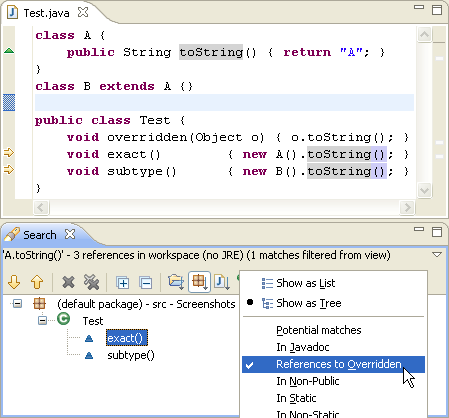 Test.java
class A {
public String toString() { return "A"; }
}
class B extends A {}
public class Test {
void overridden(Object o) { o.toString(); }
void exact() { new A().toString(); }
void subtype() { new B().toString(); }
}
Search
'A.toString()' - 3 references in workspace (no JRE) (1 matches filtered from view)
(default package) - src - Screenshots
Test
exact()
subtype()
Show as List
Show as Tree
Potential matches
In Javadoc
References to Overridden
In Non-Public
In Static
In Non-Static